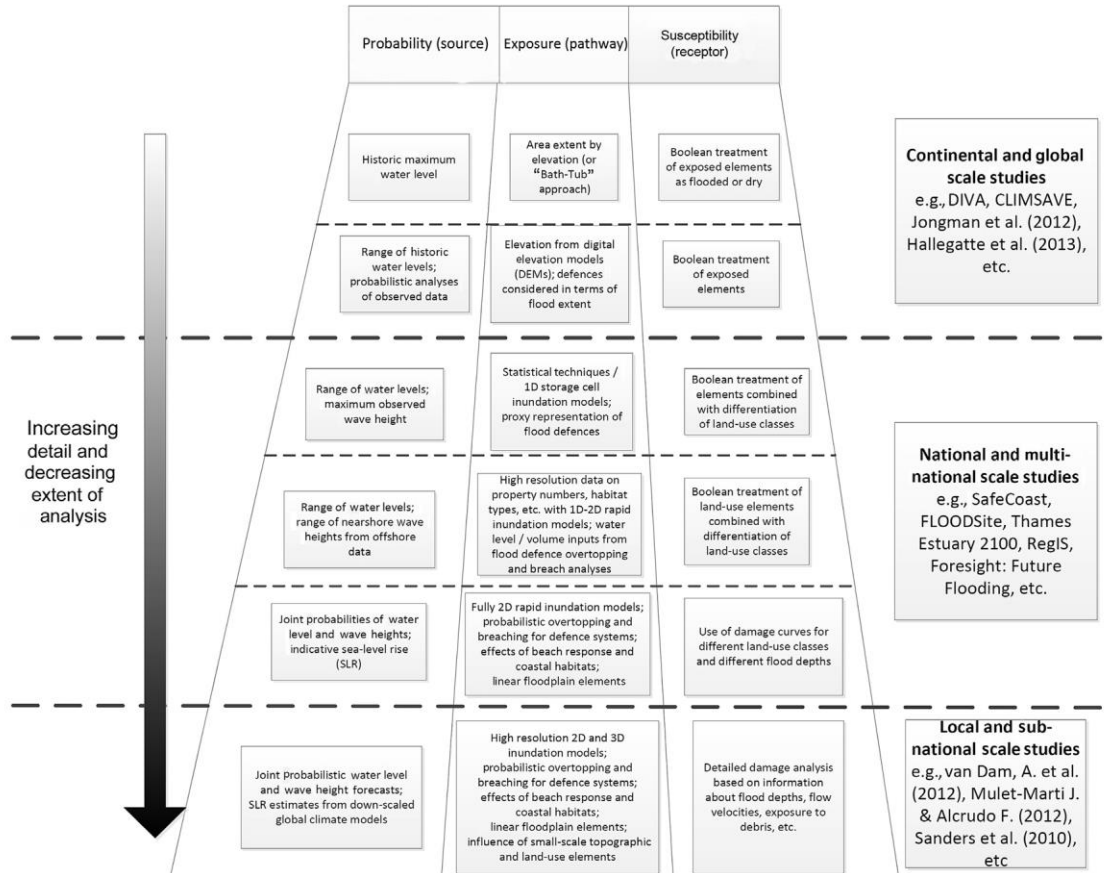 Probability (source)
Exposure (pathway)
Susceptibility
(receptor)
Historic maximum
water level
Area extent by
elevation (or
“Bath-Tub”
approach)
Boolean treatment
of exposed elements
as flooded or dry
Continental and global
scale studies
e.g., DIVA, CLIMSAVE,
Jongman et al. (2012),
Hallegatte et al. (2013),
etc.
Range of historic
water levels;
probabilistic analyses
of observed data
Elevation from digital
elevation models
(DEMs); defences
considered in terms of
flood extent
Boolean treatment
of exposed
elements
Increasing
detail and
decreasing
extent of
analysis
Range of water levels;
maximum observed
wave height
Statistical techniques /
1D storage cell
inundation models;
proxy representation of
flood defences
Boolean treatment of
elements combined
with differentiation
of land-use classes
National and multi-
national scale studies
e.g., SafeCoast,
FLOODSite, Thames
Estuary 2100, RegIS,
Foresight: Future
Flooding, etc.
Range of water levels;
range of nearshore wave
heights from offshore
data
High resolution data on
property numbers, habitat
types, etc. with 1D-2D rapid
inundation models; water
level / volume inputs from
flood defence overtopping
and breach analyses
Boolean treatment of
land-use elements
combined with
differentiation of
land-use classes
Joint probabilities of water
level and wave heights;
indicative sea-level rise
(SLR)
Fully 2D rapid inundation models;
probabilistic overtopping and
breaching for defence systems;
effects of beach response and
coastal habitats;
linear floodplain elements
Use of damage curves for
different land-use classes
and different flood depths
Joint Probabilistic water level
and wave height forecasts;
SLR estimates from down-scaled
global climate models
High resolution 2D and 3D
inundation models;
probabilistic overtopping and
breaching for defence systems;
effects of beach response and
coastal habitats;
linear floodplain elements;
influence of small-scale topographic
and land-use elements
Detailed damage analysis
based on information
about flood depths, flow
velocities, exposure to
debris, etc.
Local and sub-
national scale studies
e.g., van Dam, A. et al.
(2012), Mulet-Marti J.
& Alcrudo F. (2012),
Sanders et al. (2010),
etc